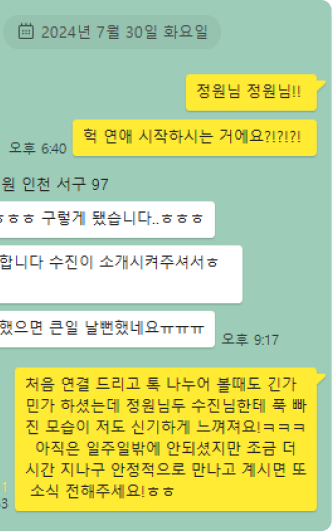 2024년 7월 30일 화요일
정원님 정원님!!
헉 연애 시작하시는 거에요?!?!?!
오후 6:40
원 인천 서구 97
ㅎㅎㅎ 구렇게 됐습니다..ㅎㅎㅎ
합니다 수진이 소개시켜주셔서ㅎ
했으면 큰일 날뻔했네요ㅠㅠㅠ
오후 9:17
처음 연결 드리고 톡 나누어 볼때도 긴가
민가 하셨는데 정원님두 수진님한테 푹 빠
진 모습이 저도 신기하게 느껴져요!ㅋㅋㅋ
아직은 일주일밖에 안되셨지만 조금 더
시간 지나구 안정적으로 만나고 계시면 또
소식 전해주세요!ㅎㅎ
1